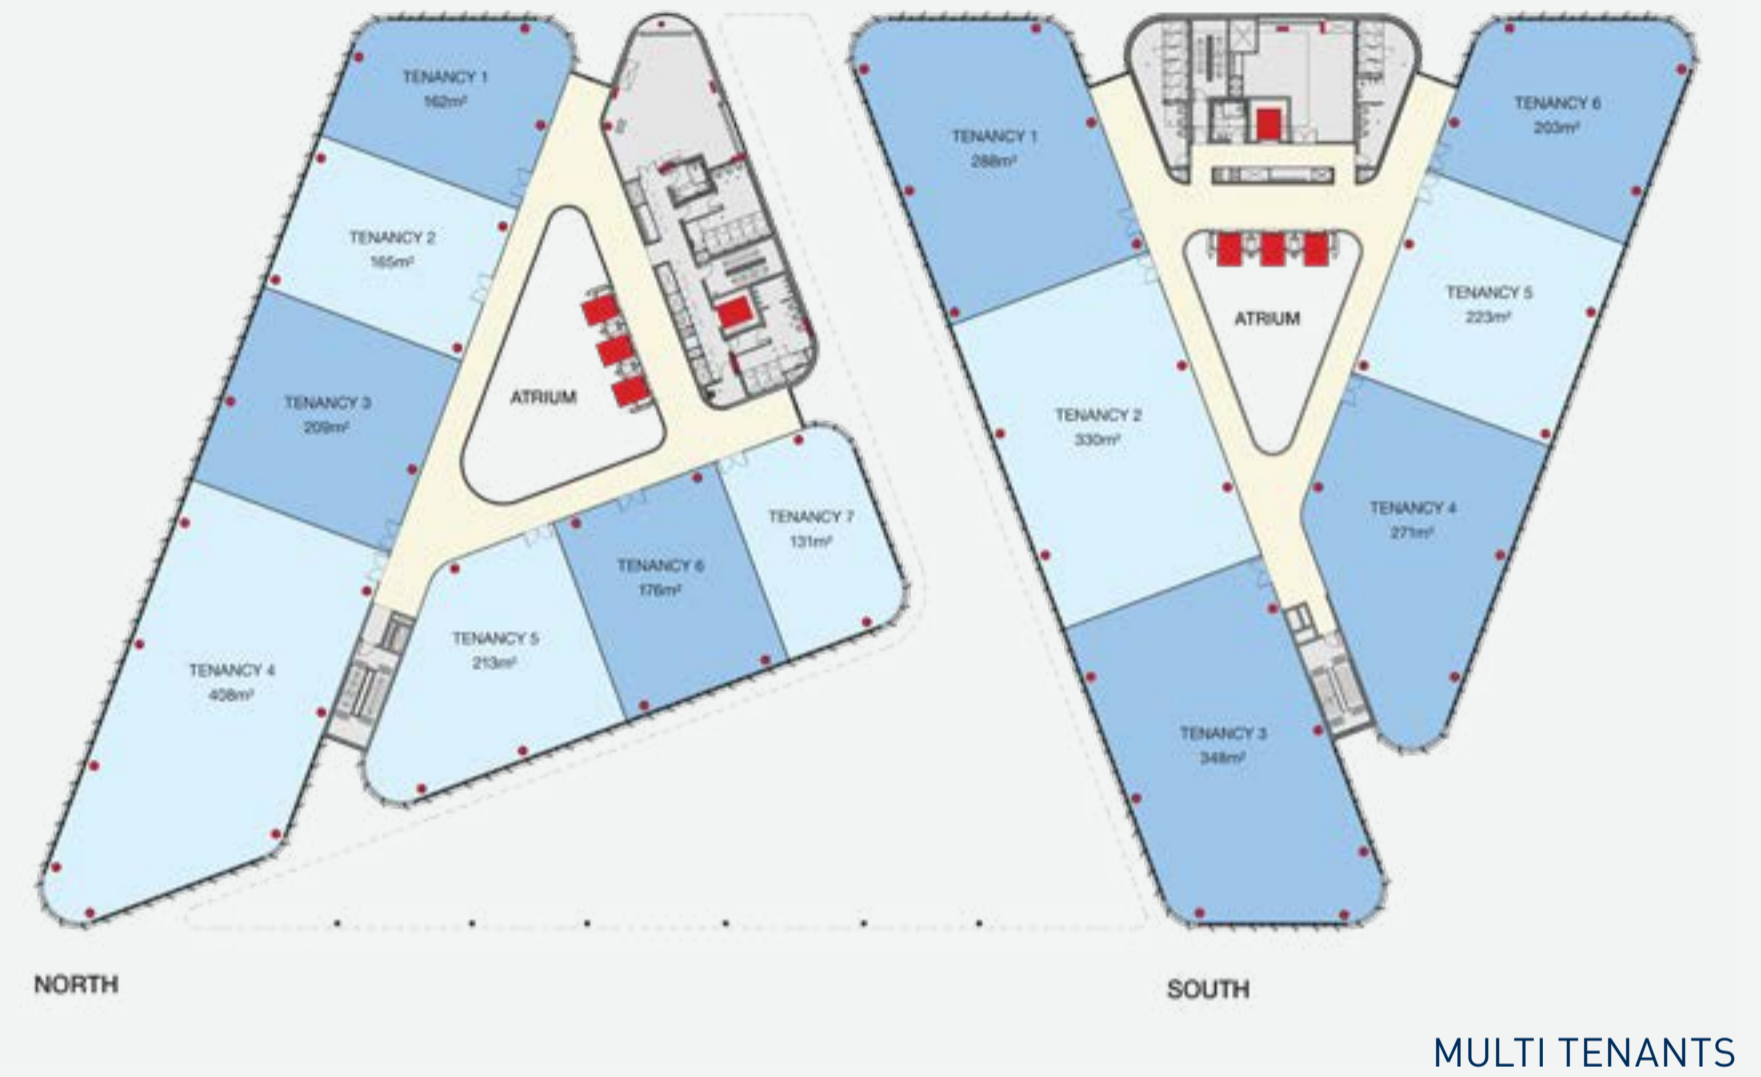 TENANCY 1
162m²
TENANCY 2
165m²
TENANCY 3
209m²
TENANCY 4
408m²
TENANCY 5
213m²
TENANCY 6
176m²
TENANCY 7
131m²
ATRIUM
NORTH
TENANCY 1
288m²
TENANCY 2
330m²
TENANCY 3
348m²
TENANCY 4
271m²
TENANCY 5
223m²
TENANCY 6
203m²
ATRIUM
SOUTH
MULTI TENANTS